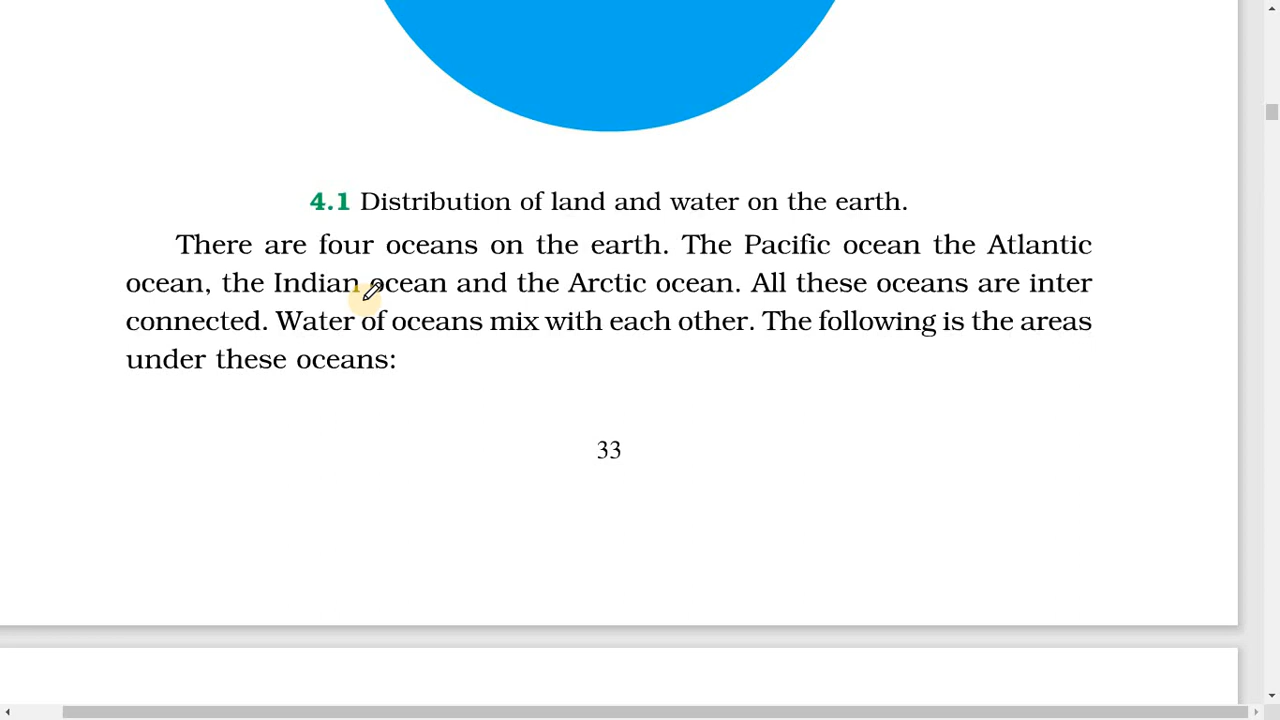 4.1 Distribution of land and water on the earth.
There are four oceans on the earth. The Pacific ocean the Atlantic
ocean, the Indian ocean and the Arctic ocean. All these oceans are inter
connected. Water of oceans mix with each other. The following is the areas
under these oceans:
33